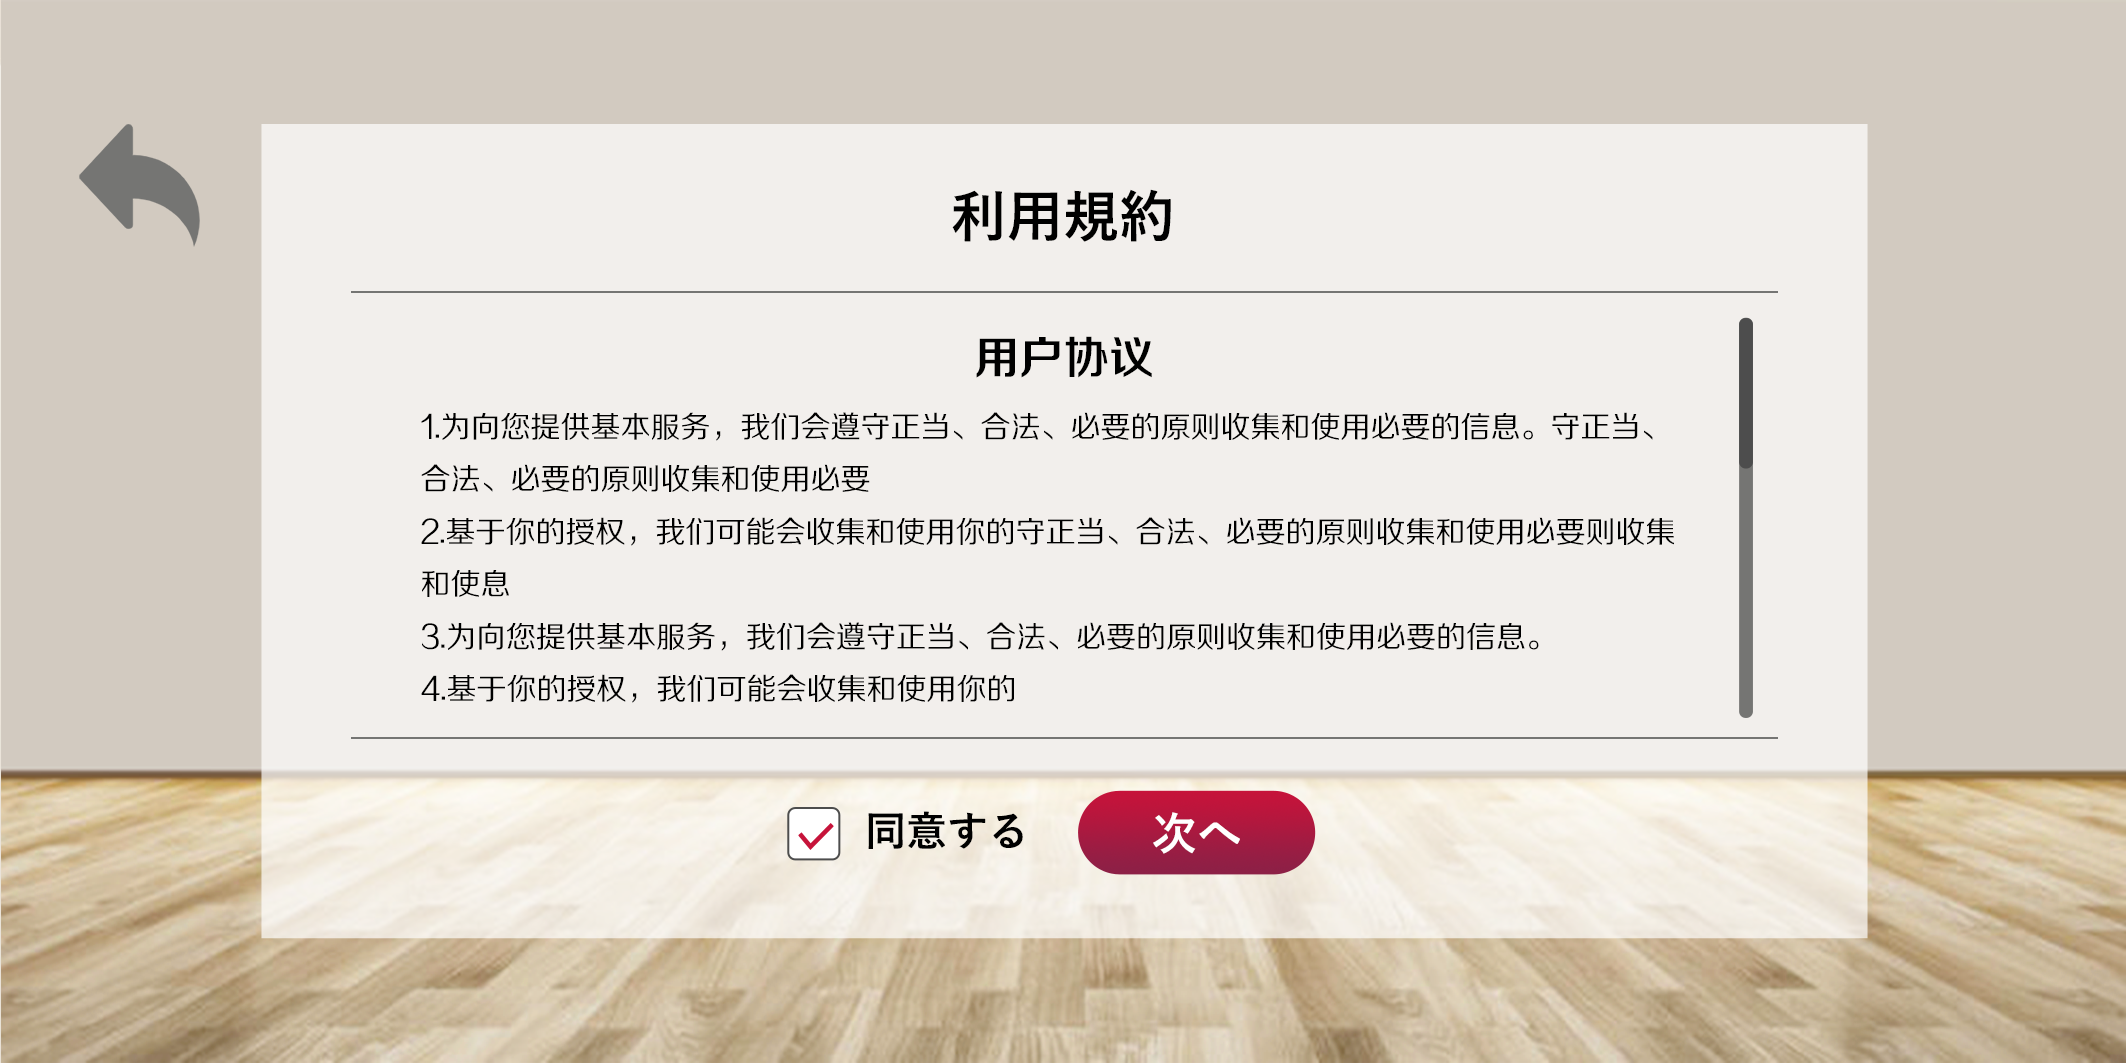 利用規約
用户协议
1.为向您提供基本服务，我们会遵守正当、合法、必要的原则收集和使用必要的信息。守正当、
合法、必要的原则收集和使用必要
2.基于你的授权，我们可能会收集和使用你的守正当、合法、必要的原则收集和使用必要则收集
和使息
3.为向您提供基本服务，我们会遵守正当、合法、必要的原则收集和使用必要的信息。
4.基于你的授权，我们可能会收集和使用你的
同意する
次へ